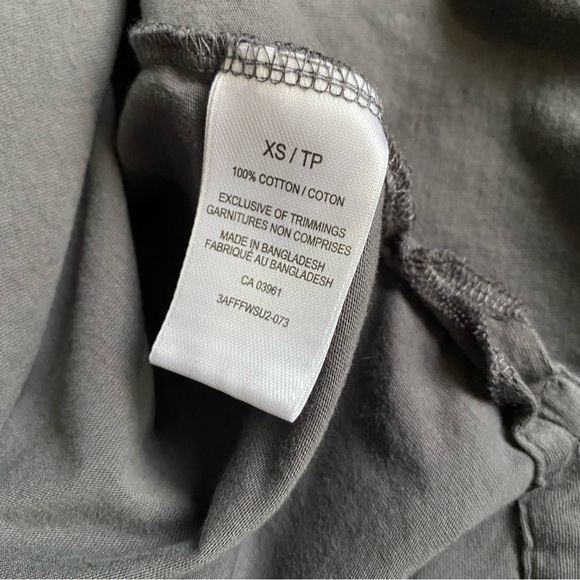 XS / TP
100% COTTON / COTON
EXCLUSIVE OF TRIMMINGS
GARNITURES NON COMPRISES
MADE IN BANGLADESH
FABRIQUÉ AU BANGLADESH
CA 03961
3AFFFWSU2-073